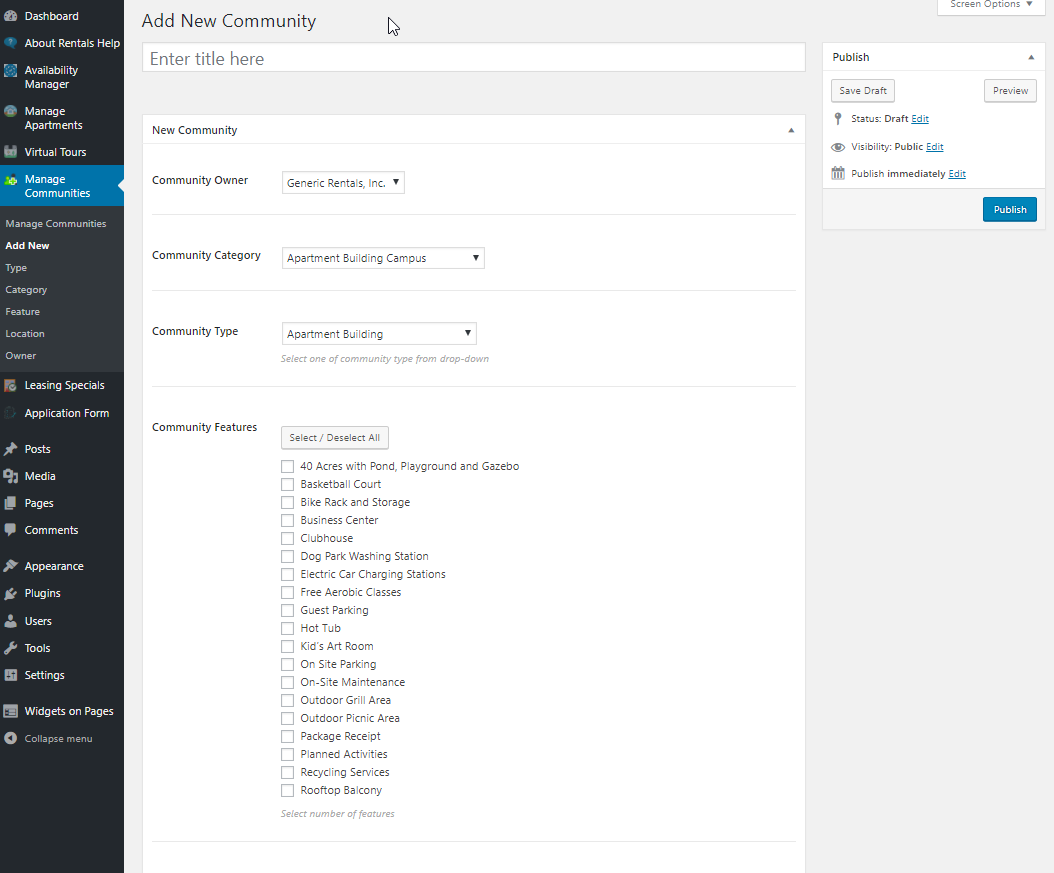 Dashboard
About Rentals Help
Availability
Manager
Manage
Apartments
Virtual Tours
Manage
Communities
Manage Communities
Add New
Type
Category
Feature
Location
Owner
Leasing Specials
Application Form
Posts
Media
Pages
Comments
Appearance
Plugins
Users
Tools
Settings
Widgets on Pages
Collapse menu
Screen Options ▼
Add New Community
Enter title here
New Community
Community Owner
Generic Rentals, Inc.
Community Category
Apartment Building Campus
Community Type
Apartment Building
Select one of community type from drop-down
Community Features
Select / Deselect All
40 Acres with Pond, Playground and Gazebo
Basketball Court
Bike Rack and Storage
Business Center
Clubhouse
Dog Park Washing Station
Electric Car Charging Stations
Free Aerobic Classes
Guest Parking
Hot Tub
Kid's Art Room
On Site Parking
On-Site Maintenance
Outdoor Grill Area
Outdoor Picnic Area
Package Receipt
Planned Activities
Recycling Services
Rooftop Balcony
Select number of features
Publish
Save Draft
Preview
Status: Draft Edit
Visibility: Public Edit
Publish immediately Edit
Publish